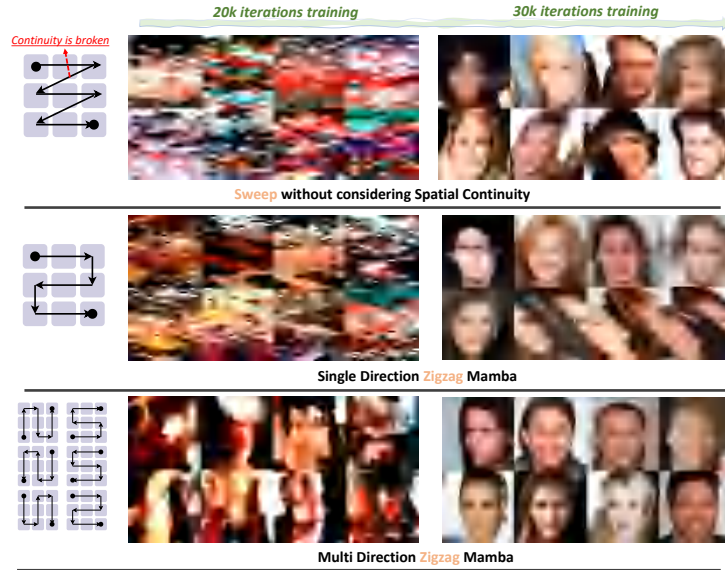 20k iterations training
30k iterations training
Continuity is broken
Sweep without considering Spatial Continuity
Single Direction Zigzag Mamba
Multi Direction Zigzag Mamba